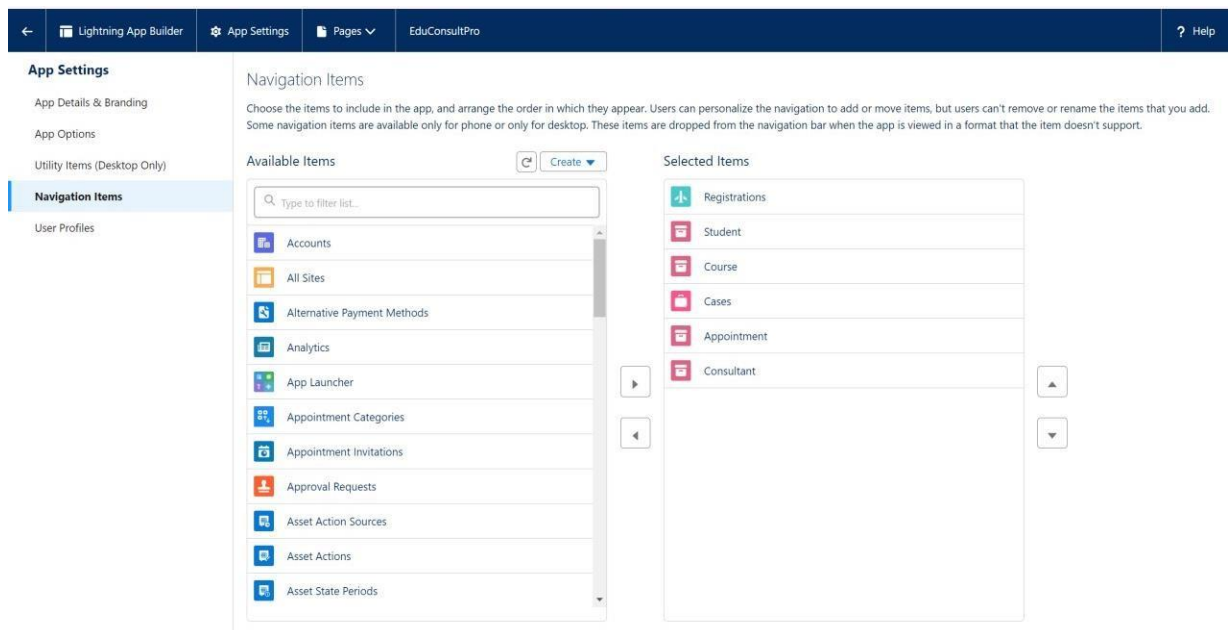 Lightning App Builder
App Settings
Pages
EduConsultPro
? Help
App Settings
App Details & Branding
App Options
Utility Items (Desktop Only)
Navigation Items
User Profiles
Navigation Items
Choose the items to include in the app, and arrange the order in which they appear. Users can personalize the navigation to add or move items, but users can't remove or rename the items that you add.
Some navigation items are available only for phone or only for desktop. These items are dropped from the navigation bar when the app is viewed in a format that the item doesn't support.
Available Items
Create
Type to filter list...
Accounts
All Sites
Alternative Payment Methods
Analytics
App Launcher
Appointment Categories
Appointment Invitations
Approval Requests
Asset Action Sources
Asset Actions
Asset State Periods
Selected Items
Registrations
Student
Course
Cases
Appointment
Consultant